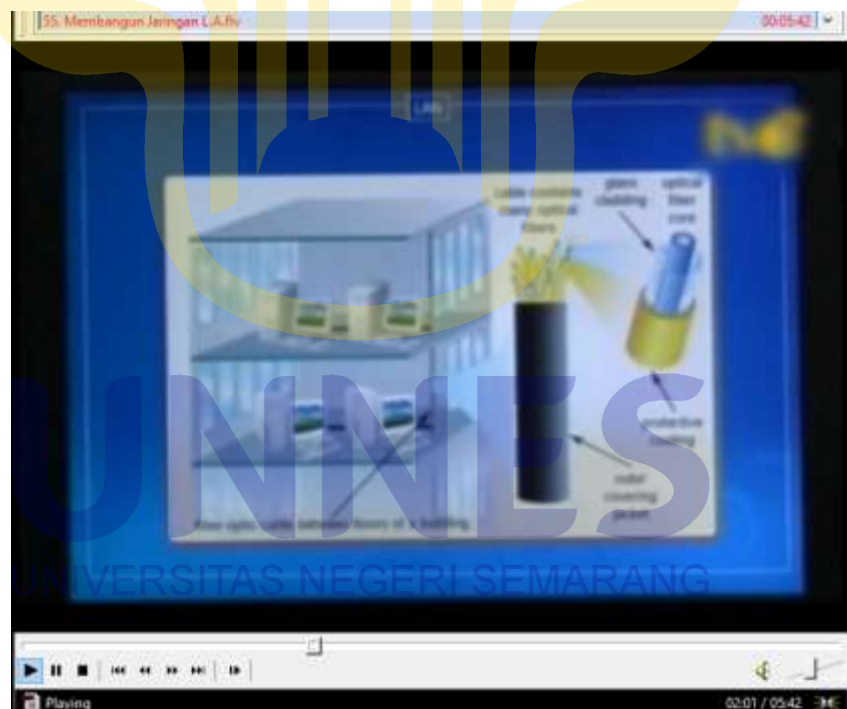 55. Membangun Jaringan L.A.flv 00:05:42
LAN
cable contains
many optical
fibers
glass
cladding
optical
fiber
core
protective
coating
outer
covering
fiber-optic cable between floors of a building
UNNES
UNIVERSITAS NEGERI SEMARANG
Playing 02:01 / 05:42